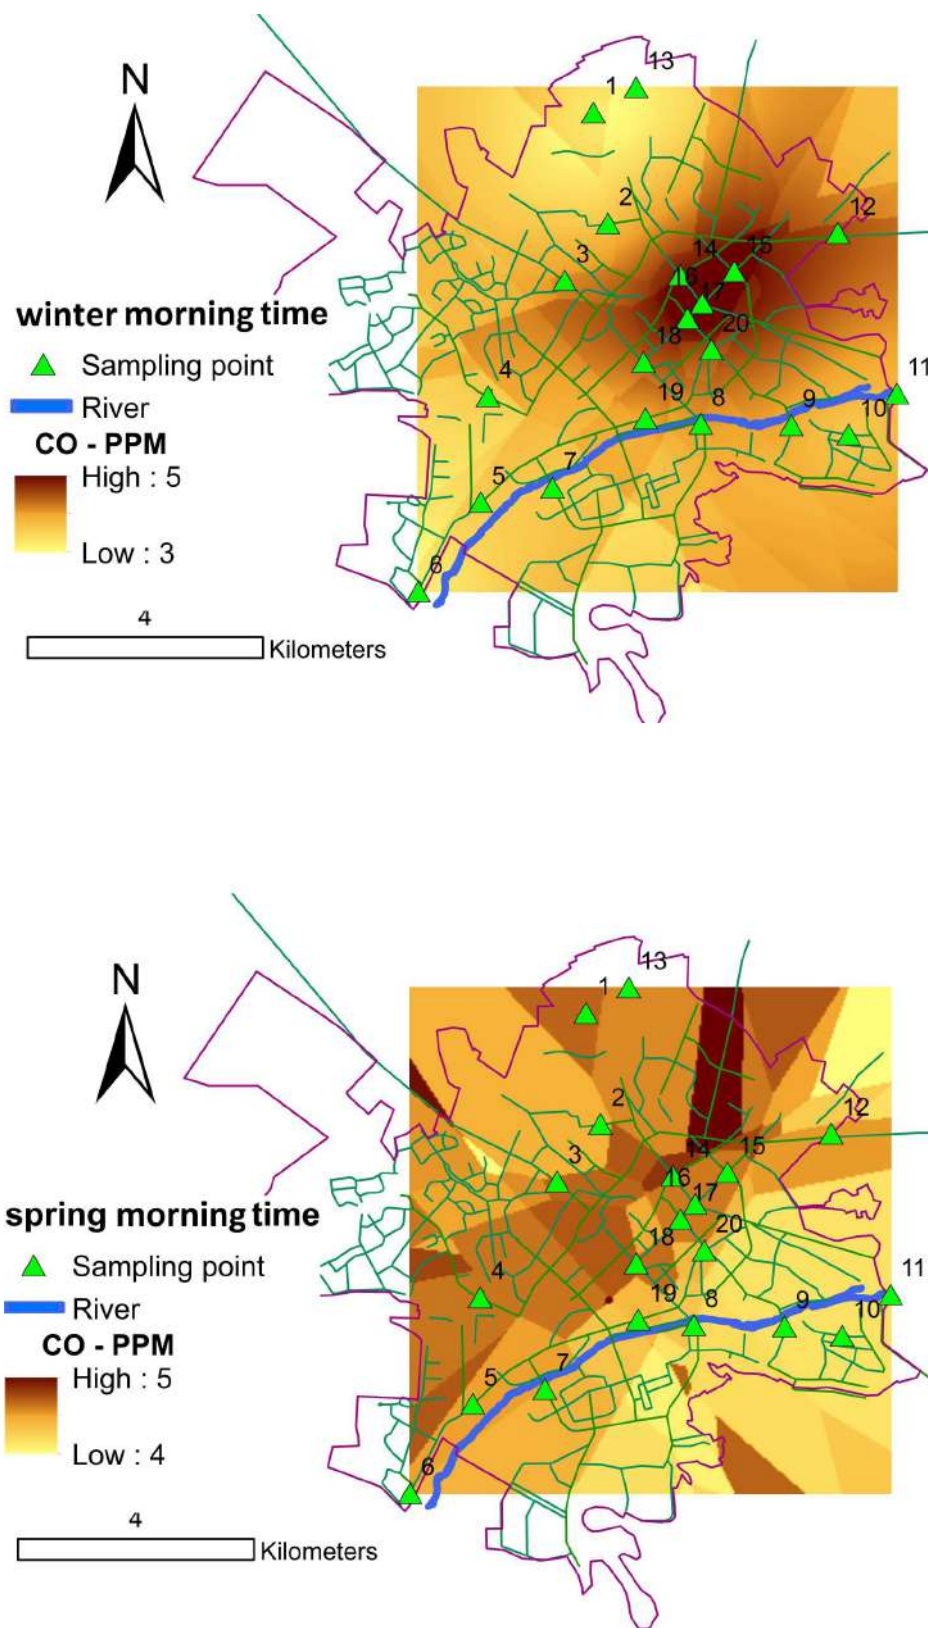 N
13
1
2
12
3
14
15
16
17
winter morning time
18
20
Sampling point
4
11
River
19
8
9
10
CO - PPM
High : 5
5
7
Low : 3
6
4
Kilometers
N
13
1
2
12
3
14
15
16
17
spring morning time
18
20
Sampling point
4
11
River
19
8
9
10
CO - PPM
High : 5
5
7
Low : 4
6
4
Kilometers